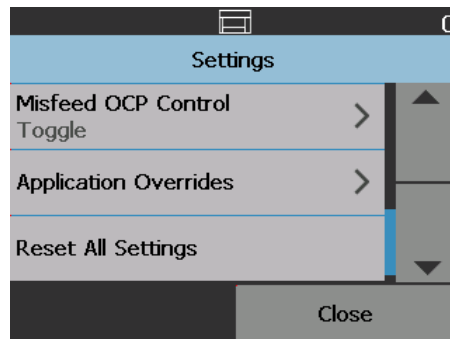 Settings
Misfeed OCP Control
Toggle
Application Overrides
Reset All Settings
Close